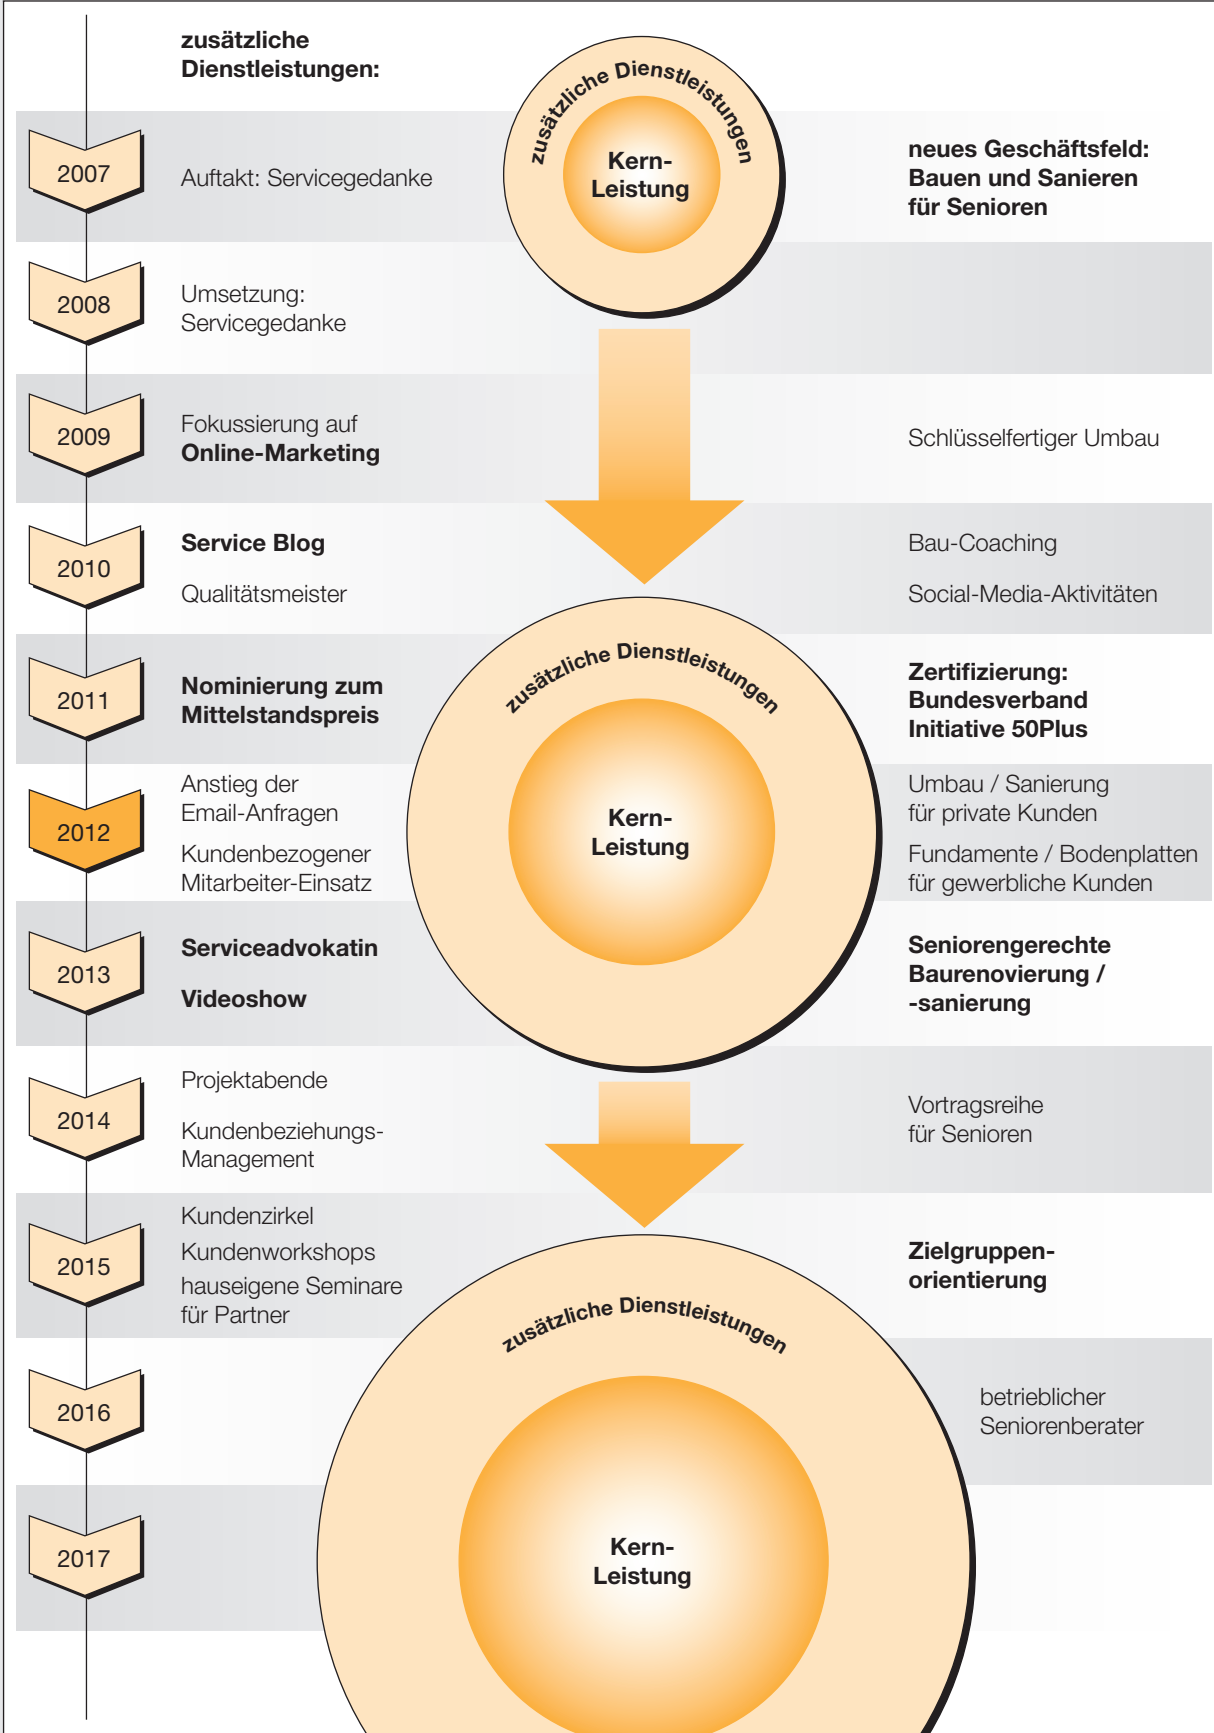 zusätzliche
Dienstleistungen:
zusätzliche Dienstleistungen
Kern-
Leistung
2007
Auftakt: Servicegedanke
neues Geschäftsfeld:
Bauen und Sanieren
für Senioren
2008
Umsetzung:
Servicegedanke
2009
Fokussierung auf
Online-Marketing
Schlüsselfertiger Umbau
2010
Service Blog
Qualitätsmeister
Bau-Coaching
Social-Media-Aktivitäten
2011
Nominierung zum
Mittelstandspreis
zusätzliche Dienstleistungen
Zertifizierung:
Bundesverband
Initiative 50Plus
2012
Anstieg der
Email-Anfragen
Kundenbezogener
Mitarbeiter-Einsatz
Kern-
Leistung
Umbau / Sanierung
für private Kunden
Fundamente / Bodenplatten
für gewerbliche Kunden
2013
Serviceadvokatin
Videoshow
Seniorengerechte
Baurenovierung /
-sanierung
2014
Projektabende
Kundenbeziehungs-
Management
Vortragsreihe
für Senioren
2015
Kundenzirkel
Kundenworkshops
hauseigene Seminare
für Partner
zusätzliche Dienstleistungen
Zielgruppen-
orientierung
2016
betrieblicher
Seniorenberater
2017
Kern-
Leistung